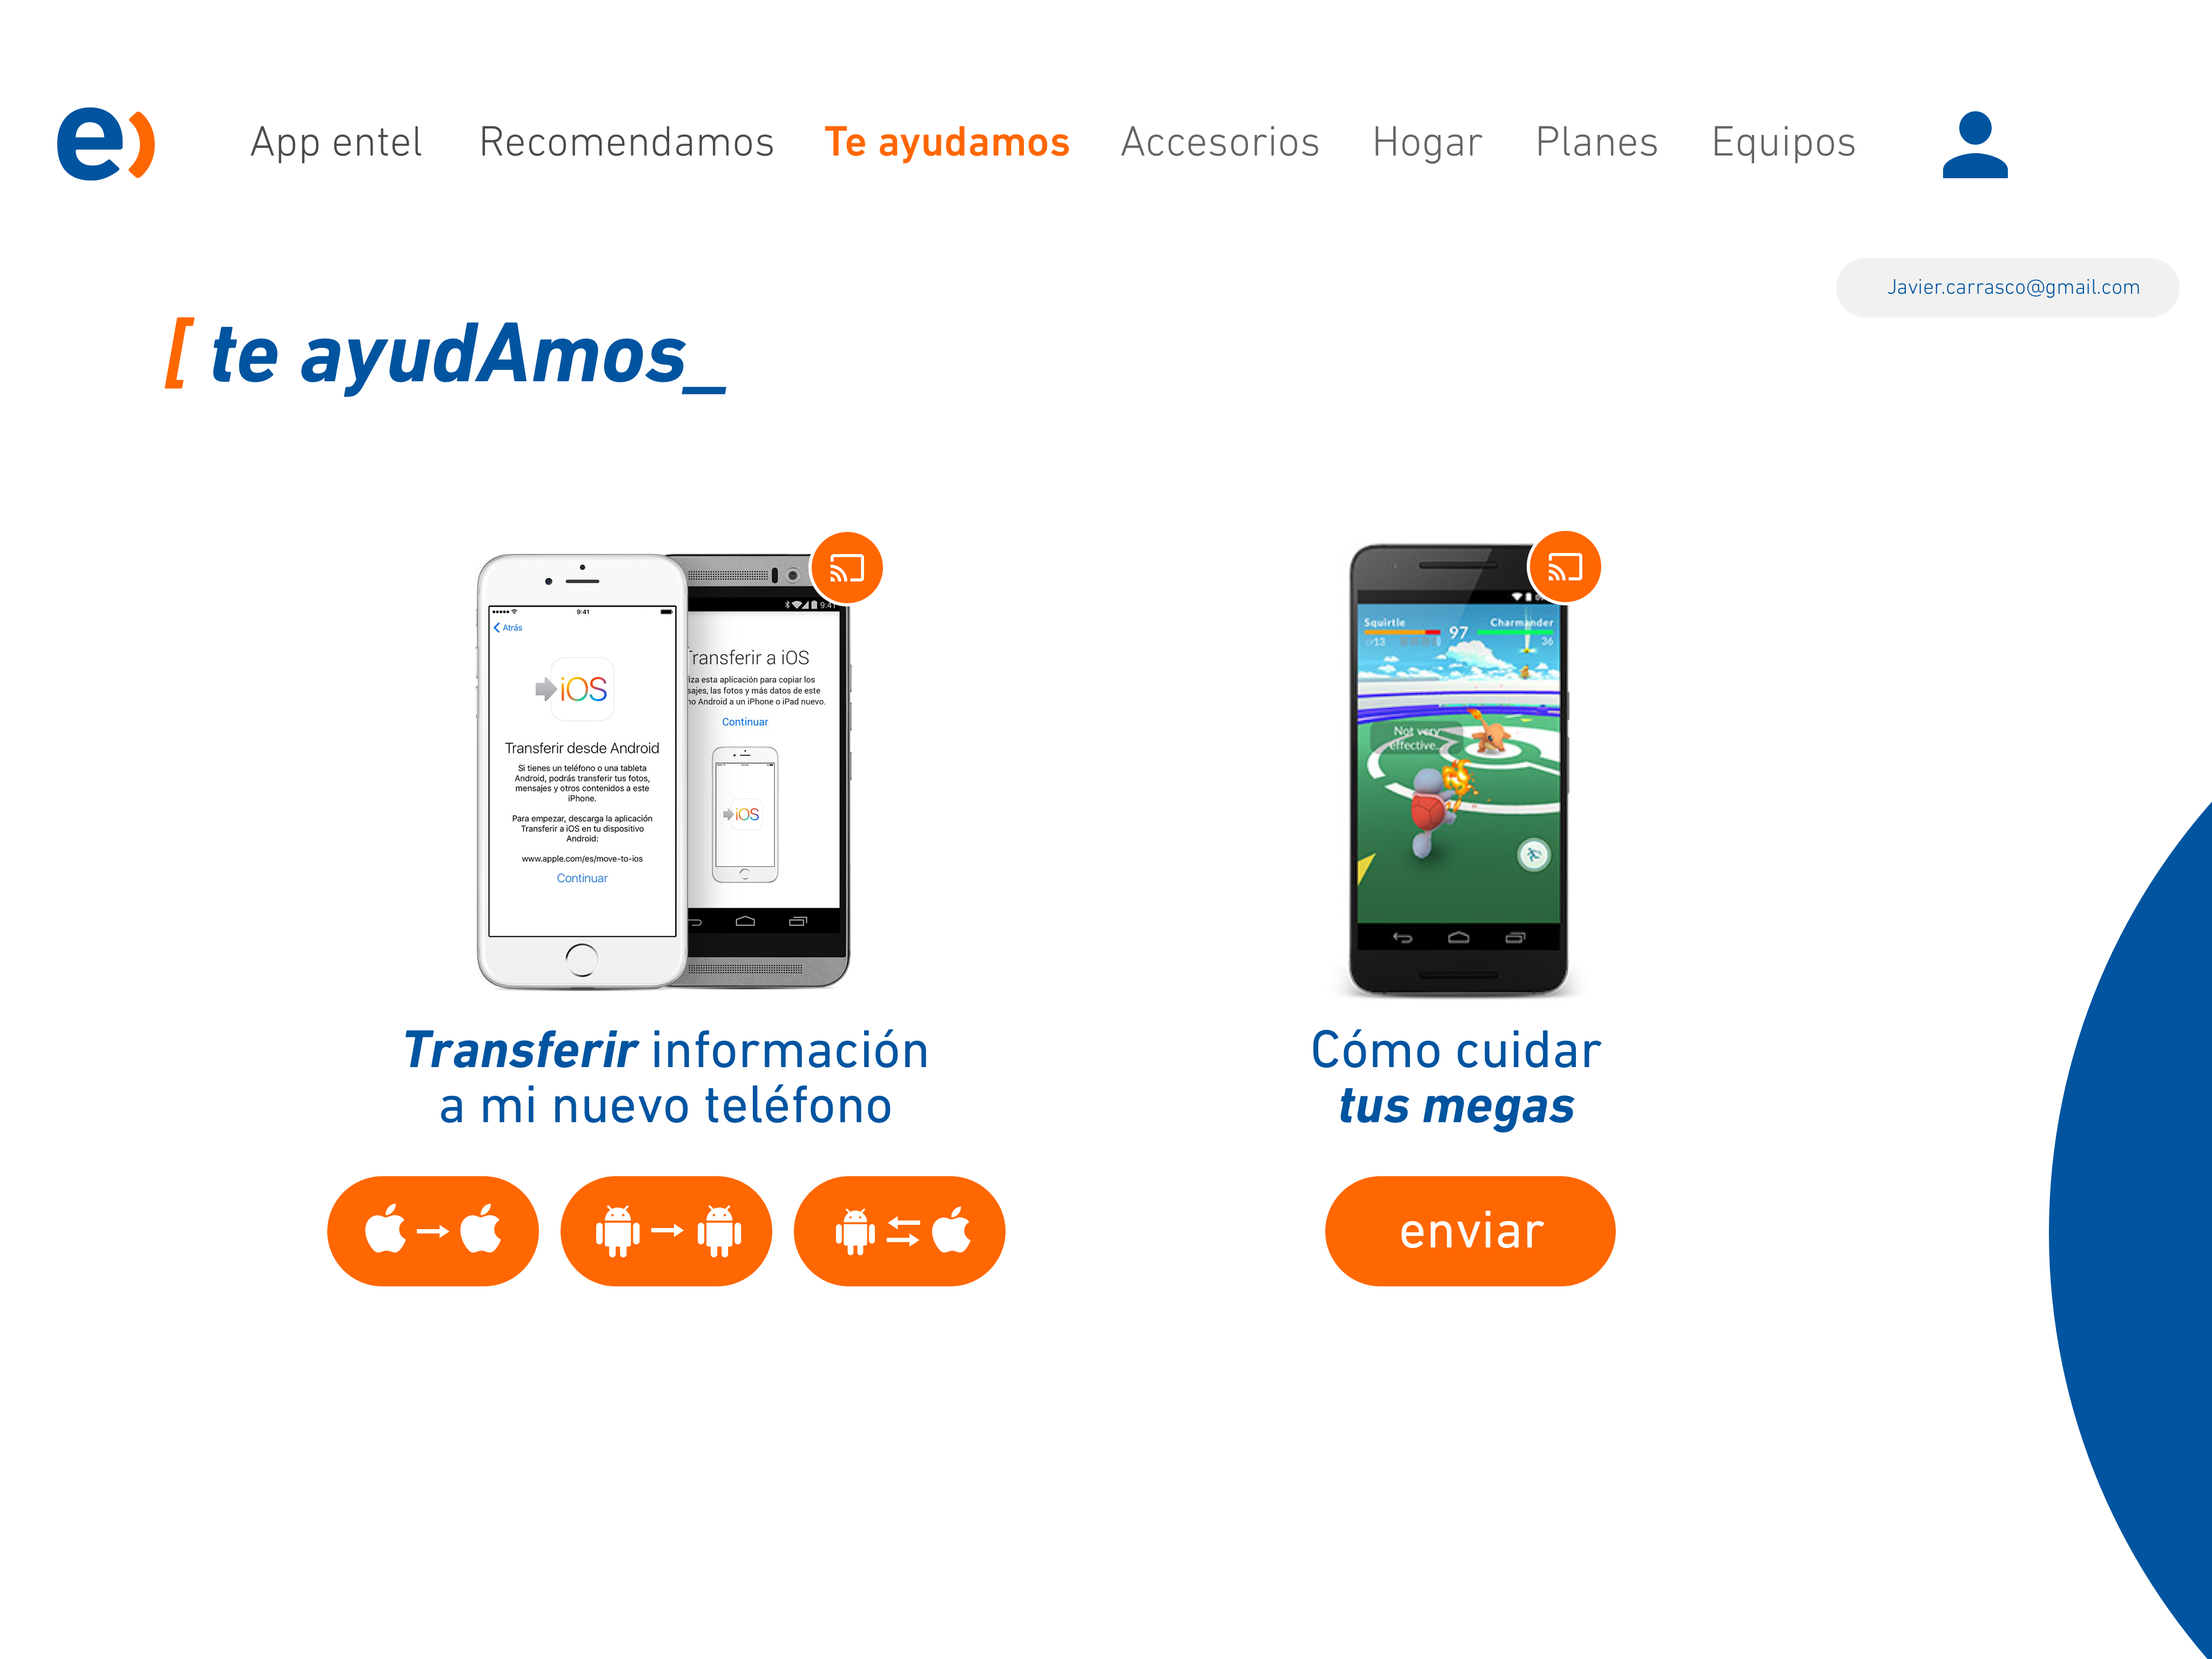 e)
App entel
Recomendamos
Te ayudamos
Accesorios
Hogar
Planes
Equipos
Javier.carrasco@gmail.com
[ te ayudAmos_
9:41
Atrás
iOS
Transferir desde Android
Si tienes un teléfono o una tableta
Android, podrás transferir tus fotos,
mensajes y otros contenidos a este
iPhone.
Para empezar, descarga la aplicación
Transferir a iOS en tu dispositivo
Android:
www.apple.com/es/move-to-ios
Continuar
9:41
ransferir a iOS
iza esta aplicación para copiar los
sajes, las fotos y más datos de este
no Android a un iPhone o iPad nuevo.
Continuar
iOS
Squirtle
97
Charmander
CP13
36
Not very
effective...
Transferir información
a mi nuevo teléfono
Cómo cuidar
tus megas
enviar